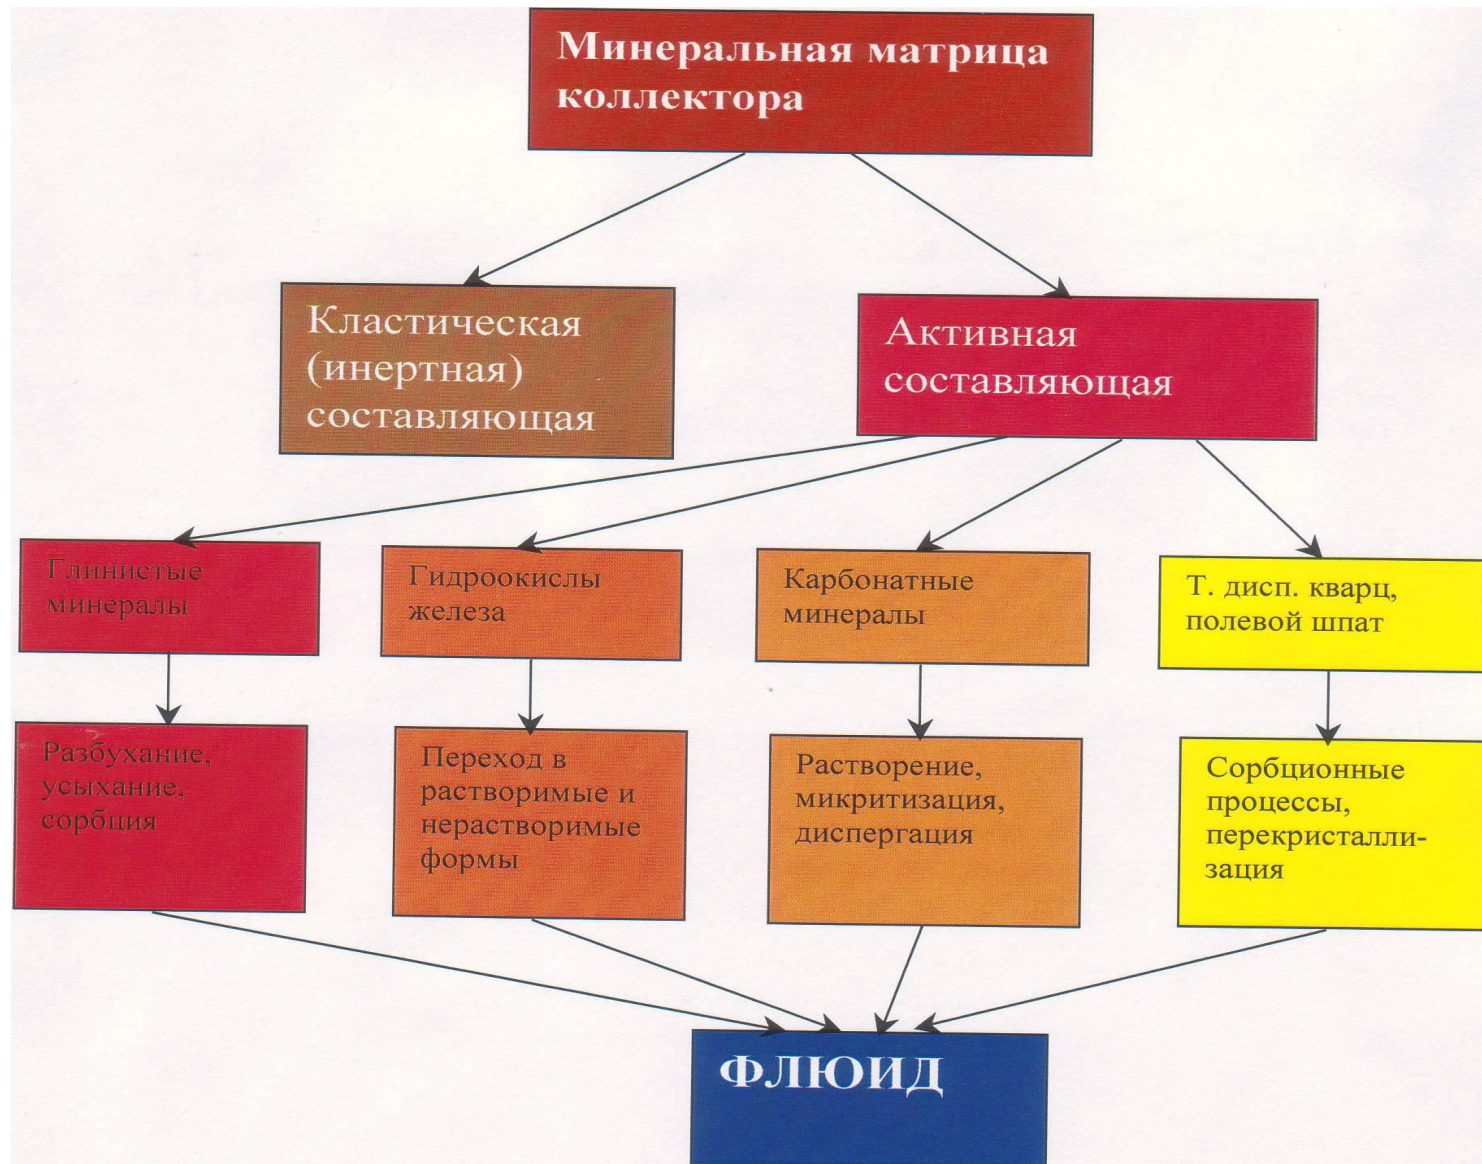 Минеральная матрица
коллектора
Кластическая
(инертная)
составляющая
Активная
составляющая
Глинистые
минералы
Гидроокислы
железа
Карбонатные
минералы
Т. дисп. кварц,
полевой шпат
Разбухание,
усыхание,
сорбция
Переход в
растворимые и
нерастворимые
формы
Растворение,
микритизация,
диспергация
Сорбционные
процессы,
перекристалли-
зация
ФЛЮИД